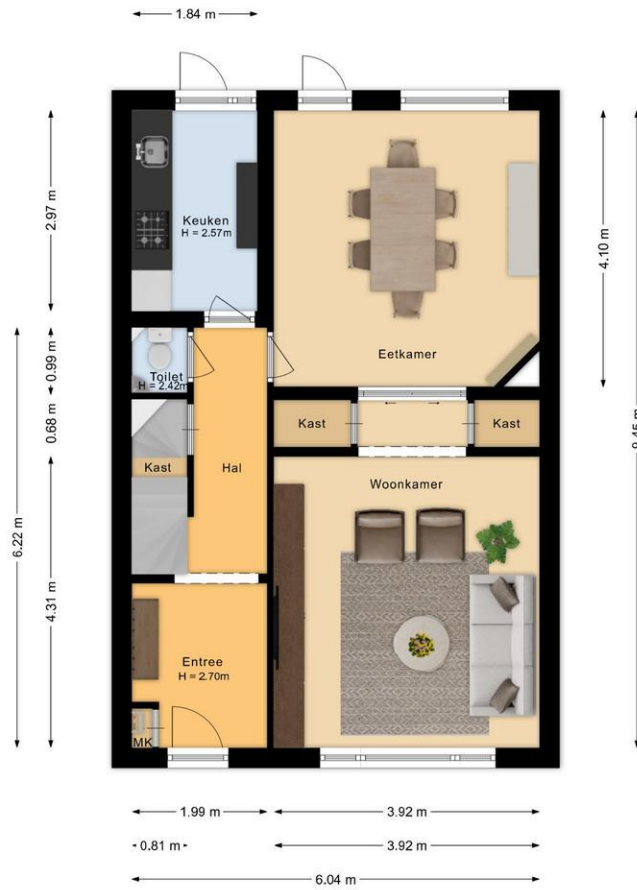 1.84 m
2.97 m
Keuken
H = 2.57m
4.10 m
9.45 m
Eetkamer
0.99 m
Toilet
H = 2.42m
0.68 m
Kast
Kast
Kast
Hal
Woonkamer
6.22 m
4.31 m
Entree
H = 2.70m
MK
1.99 m
3.92 m
0.81 m
3.92 m
6.04 m